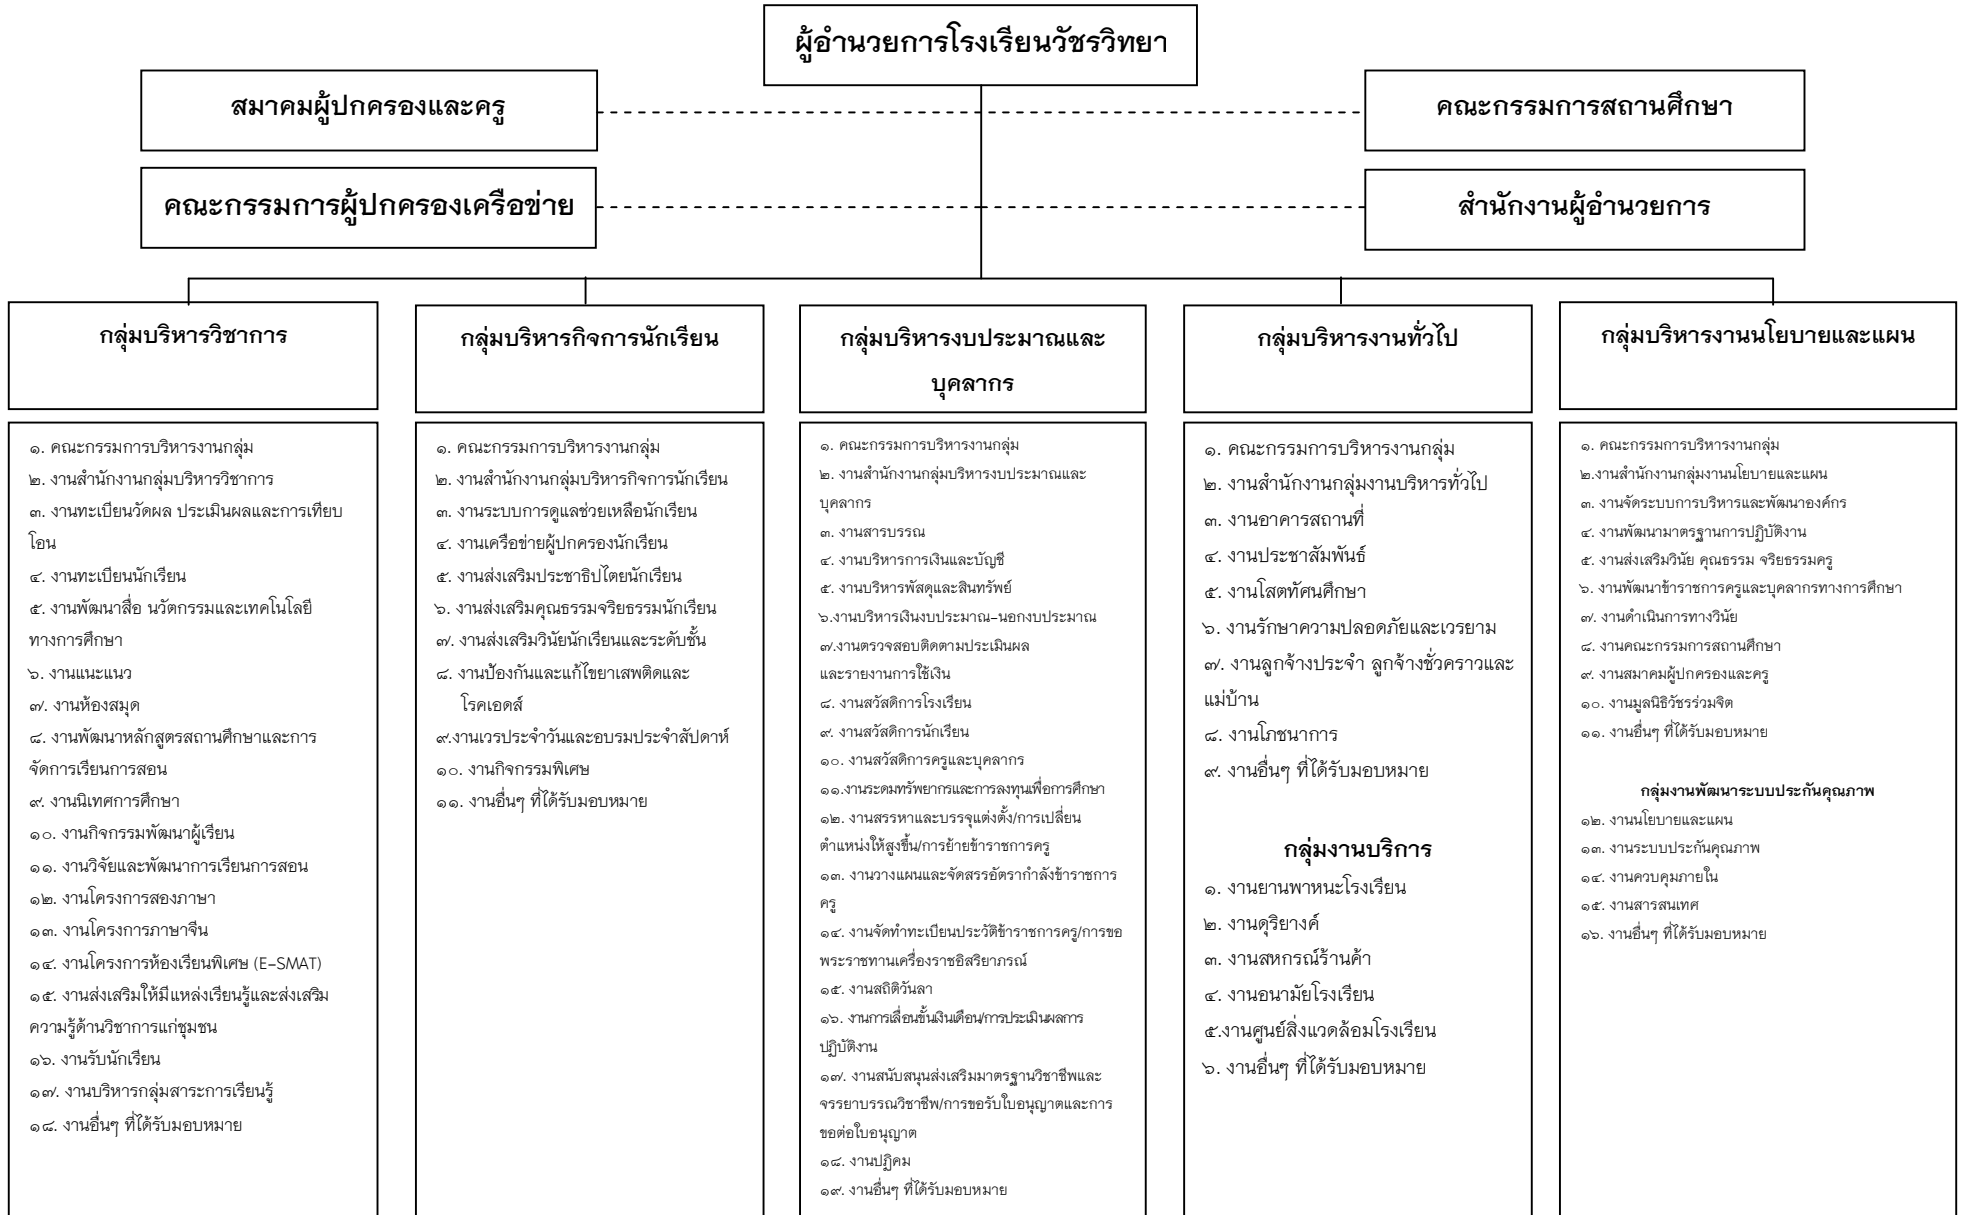 ผู้อำนวยการโรงเรียนวัชรวิทยา
สมาคมผู้ปกครองและครู
คณะกรรมการสถานศึกษา
คณะกรรมการผู้ปกครองเครือข่าย
สำนักงานผู้อำนวยการ
กลุ่มบริหารวิชาการ
๑. คณะกรรมการบริหารงานกลุ่ม
๒. งานสำนักงานกลุ่มบริหารวิชาการ
๓. งานทะเบียนวัดผล ประเมินผลและการเทียบ
โอน
๔. งานทะเบียนนักเรียน
๕. งานพัฒนาสื่อ นวัตกรรมและเทคโนโลยี
ทางการศึกษา
๖. งานแนะแนว
๗. งานห้องสมุด
๘. งานพัฒนาหลักสูตรสถานศึกษาและการ
จัดการเรียนการสอน
๙. งานนิเทศการศึกษา
๑๐. งานกิจกรรมพัฒนาผู้เรียน
๑๑. งานวิจัยและพัฒนาการเรียนการสอน
๑๒. งานโครงการสองภาษา
๑๓. งานโครงการภาษาจีน
๑๔. งานโครงการห้องเรียนพิเศษ (E-SMAT)
๑๕. งานส่งเสริมให้มีแหล่งเรียนรู้และส่งเสริม
ความรู้ด้านวิชาการแก่ชุมชน
๑๖. งานรับนักเรียน
๑๗. งานบริหารกลุ่มสาระการเรียนรู้
๑๘. งานอื่นๆ ที่ได้รับมอบหมาย
กลุ่มบริหารกิจการนักเรียน
๑. คณะกรรมการบริหารงานกลุ่ม
๒. งานสำนักงานกลุ่มบริหารกิจการนักเรียน
๓. งานระบบการดูแลช่วยเหลือนักเรียน
๔. งานเครือข่ายผู้ปกครองนักเรียน
๕. งานส่งเสริมประชาธิปไตยนักเรียน
๖. งานส่งเสริมคุณธรรมจริยธรรมนักเรียน
๗. งานส่งเสริมวินัยนักเรียนและระดับชั้น
๘. งานป้องกันและแก้ไขยาเสพติดและ
โรคเอดส์
๙.งานเวรประจำวันและอบรมประจำสัปดาห์
๑๐. งานกิจกรรมพิเศษ
๑๑. งานอื่นๆ ที่ได้รับมอบหมาย
กลุ่มบริหารงบประมาณและ
บุคลากร
๑. คณะกรรมการบริหารงานกลุ่ม
๒. งานสำนักงานกลุ่มบริหารงบประมาณและ
บุคลากร
๓. งานสารบรรณ
๔. งานบริหารการเงินและบัญชี
๕. งานบริหารพัสดุและสินทรัพย์
๖.งานบริหารเงินงบประมาณ-นอกงบประมาณ
๗.งานตรวจสอบติดตามประเมินผล
และรายงานการใช้เงิน
๘. งานสวัสดิการโรงเรียน
๙. งานสวัสดิการนักเรียน
๑๐. งานสวัสดิการครูและบุคลากร
๑๑.งานระดมทรัพยากรและการลงทุนเพื่อการศึกษา
๑๒. งานสรรหาและบรรจุแต่งตั้ง/การเปลี่ยน
ตำแหน่งให้สูงขึ้น/การย้ายข้าราชการครู
๑๓. งานวางแผนและจัดสรรอัตรากำลังข้าราชการ
ครู
๑๔. งานจัดทำทะเบียนประวัติข้าราชการครู/การขอ
พระราชทานเครื่องราชอิสริยาภรณ์
๑๕. งานสถิติวันลา
๑๖. งานการเลื่อนขั้นเงินเดือน/การประเมินผลการ
ปฏิบัติงาน
๑๗. งานสนับสนุนส่งเสริมมาตรฐานวิชาชีพและ
จรรยาบรรณวิชาชีพ/การขอรับใบอนุญาตและการ
ขอต่อใบอนุญาต
๑๘. งานปฏิคม
๑๙. งานอื่นๆ ที่ได้รับมอบหมาย
กลุ่มบริหารงานทั่วไป
๑. คณะกรรมการบริหารงานกลุ่ม
๒. งานสำนักงานกลุ่มงานบริหารทั่วไป
๓. งานอาคารสถานที่
๔. งานประชาสัมพันธ์
๕. งานโสตทัศนศึกษา
๖. งานรักษาความปลอดภัยและเวรยาม
๗. งานลูกจ้างประจำ ลูกจ้างชั่วคราวและ
แม่บ้าน
๘. งานโภชนาการ
๙. งานอื่นๆ ที่ได้รับมอบหมาย
กลุ่มงานบริการ
๑. งานยานพาหนะโรงเรียน
๒. งานดุริยางค์
๓. งานสหกรณ์ร้านค้า
๔. งานอนามัยโรงเรียน
๕.งานศูนย์สิ่งแวดล้อมโรงเรียน
๖. งานอื่นๆ ที่ได้รับมอบหมาย
กลุ่มบริหารงานนโยบายและแผน
๑. คณะกรรมการบริหารงานกลุ่ม
๒.งานสำนักงานกลุ่มงานนโยบายและแผน
๓. งานจัดระบบการบริหารและพัฒนาองค์กร
๔. งานพัฒนามาตรฐานการปฏิบัติงาน
๕. งานส่งเสริมวินัย คุณธรรม จริยธรรมครู
๖. งานพัฒนาข้าราชการครูและบุคลากรทางการศึกษา
๗. งานดำเนินการทางวินัย
๘. งานคณะกรรมการสถานศึกษา
๙. งานสมาคมผู้ปกครองและครู
๑๐. งานมูลนิธิวัชรร่วมจิต
๑๑. งานอื่นๆ ที่ได้รับมอบหมาย
กลุ่มงานพัฒนาระบบประกันคุณภาพ
๑๒. งานนโยบายและแผน
๑๓. งานระบบประกันคุณภาพ
๑๔. งานควบคุมภายใน
๑๕. งานสารสนเทศ
๑๖. งานอื่นๆ ที่ได้รับมอบหมาย